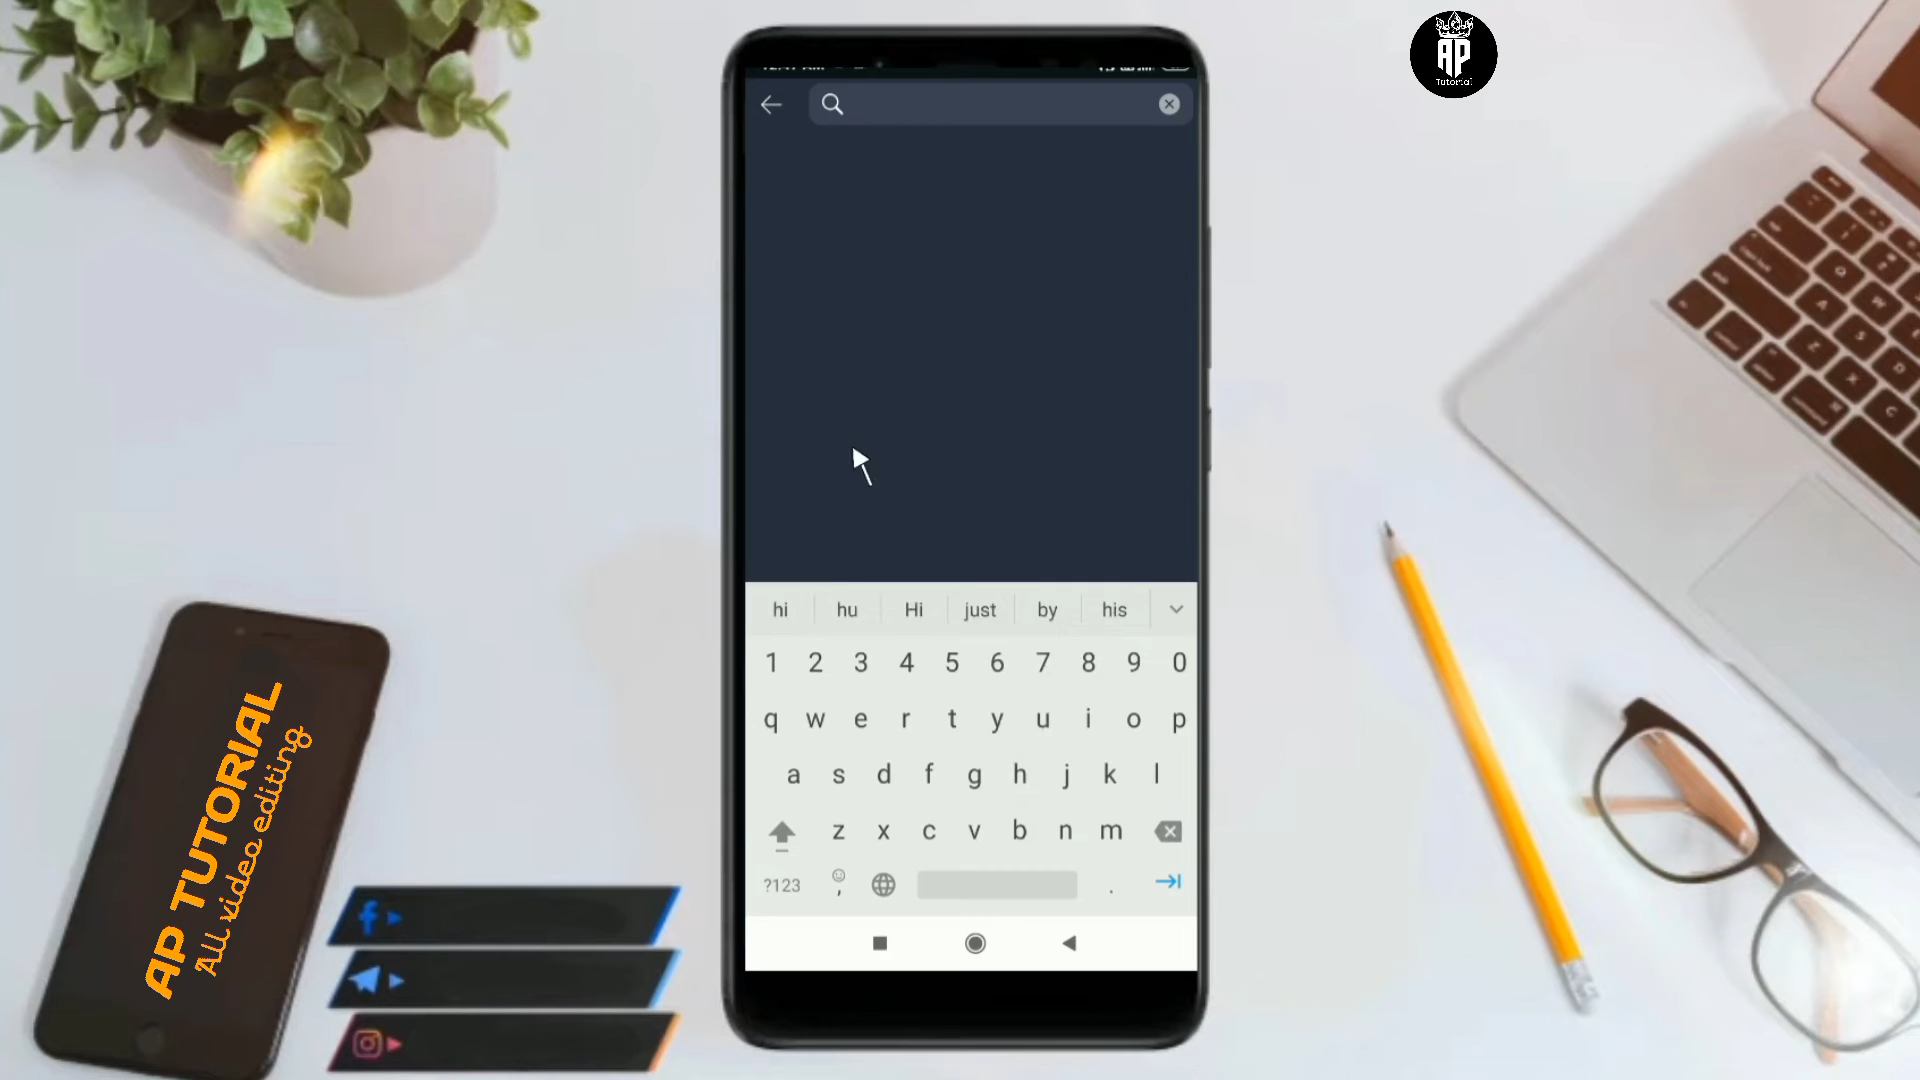 AP
Tutorial
hi hu Hi just by his
1 2 3 4 5 6 7 8 9 0
q w e r t y u i o p
a s d f g h j k l
z x c v b n m
?123 , .
AP TUTORIAL
All video editing